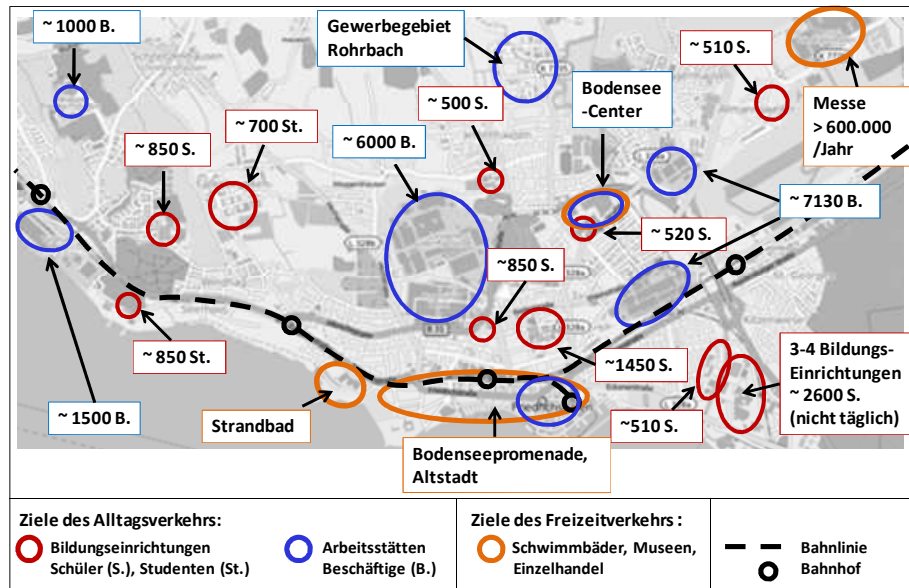 ~ 1000 B.
Gewerbegebiet
Rohrbach
~ 510 S.
Messe
> 600.000
/Jahr
Bodensee
-Center
~ 500 S.
~ 700 St.
~ 6000 B.
~ 850 S.
~ 7130 B.
~ 520 S.
~850 S.
~ 850 St.
~1450 S.
3-4 Bildungs-
Einrichtungen
~ 2600 S.
(nicht täglich)
~ 1500 B.
Strandbad
~510 S.
Bodenseepromenade,
Altstadt
B 31
Ziele des Alltagsverkehrs:
Bildungseinrichtungen
Schüler (S.), Studenten (St.)
Arbeitsstätten
Beschäftige (B.)
Ziele des Freizeitverkehrs :
Schwimmbäder, Museen,
Einzelhandel
Bahnlinie
Bahnhof